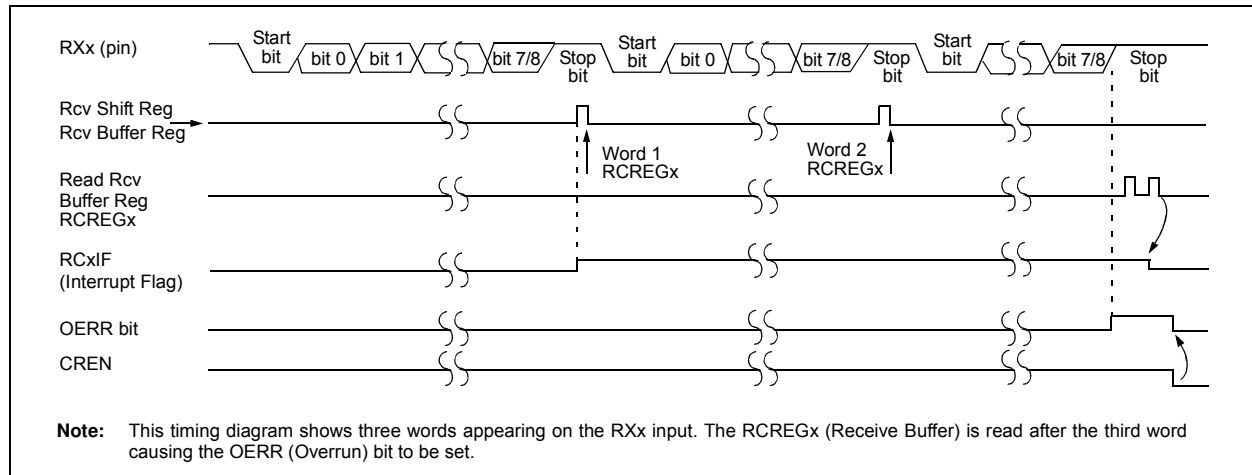 RXx (pin)
Start bit
bit 0
bit 1
bit 7/8
Stop bit
Start bit
bit 0
bit 7/8
Stop bit
Start bit
bit 7/8
Stop bit
Rcv Shift Reg
Rcv Buffer Reg
Word 1
RCREGx
Word 2
RCREGx
Read Rcv
Buffer Reg
RCREGx
RCxIF
(Interrupt Flag)
OERR bit
CREN
Note: This timing diagram shows three words appearing on the RXx input. The RCREGx (Receive Buffer) is read after the third word
causing the OERR (Overrun) bit to be set.